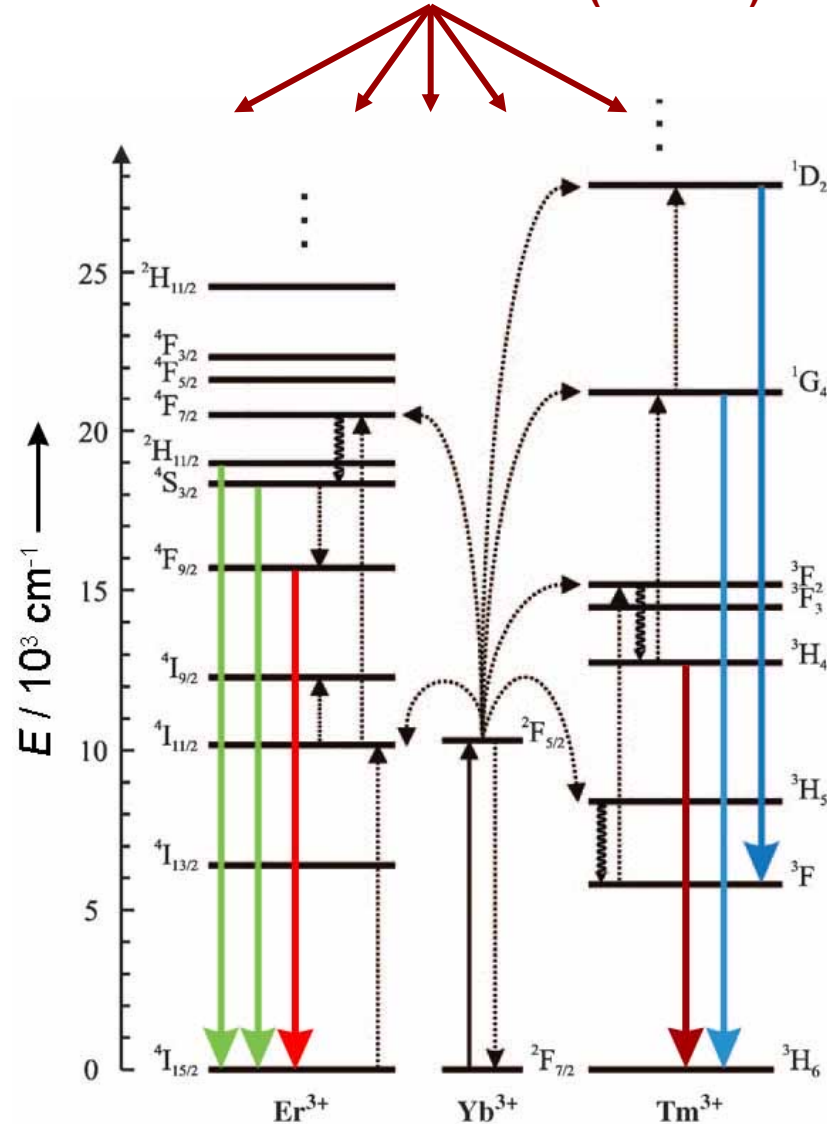 ¹D₂
25
²H₁₁/₂
⁴F₃/₂
⁴F₅/₂
¹G₄
⁴F₇/₂
20
²H₁₁/₂
⁴S₃/₂
⁴F₉/₂
³F₂
15
³F₃
³H₄
⁴I₉/₂
E / 10³ cm⁻¹
10
⁴I₁₁/₂
²F₅/₂
³H₅
⁴I₁₃/₂
³F
5
0
⁴I₁₅/₂
²F₇/₂
³H₆
Er³⁺
Yb³⁺
Tm³⁺